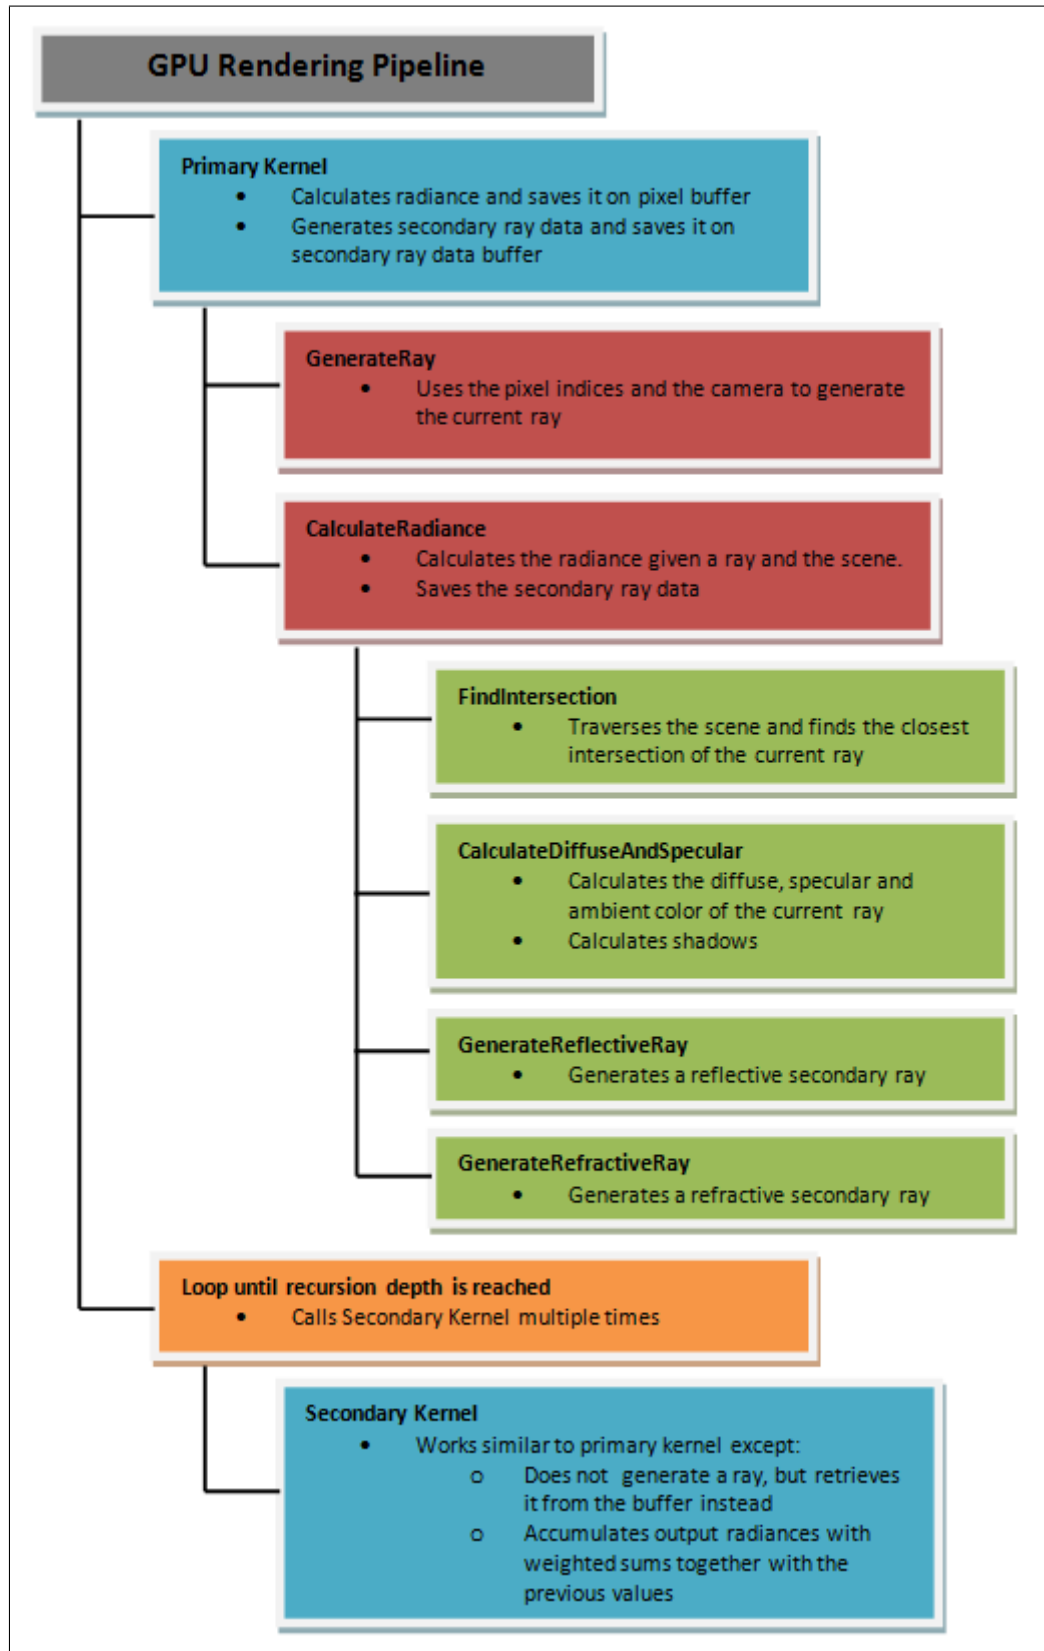 GPU Rendering Pipeline
Primary Kernel
• Calculates radiance and saves it on pixel buffer
• Generates secondary ray data and saves it on
secondary ray data buffer
GenerateRay
• Uses the pixel indices and the camera to generate
the current ray
CalculateRadiance
• Calculates the radiance given a ray and the scene.
• Saves the secondary ray data
FindIntersection
• Traverses the scene and finds the closest
intersection of the current ray
CalculateDiffuseAndSpecular
• Calculates the diffuse, specular and
ambient color of the current ray
• Calculates shadows
GenerateReflectiveRay
• Generates a reflective secondary ray
GenerateRefractiveRay
• Generates a refractive secondary ray
Loop until recursion depth is reached
• Calls Secondary Kernel multiple times
Secondary Kernel
• Works similar to primary kernel except:
o Does not generate a ray, but retrieves
it from the buffer instead
o Accumulates output radiances with
weighted sums together with the
previous values